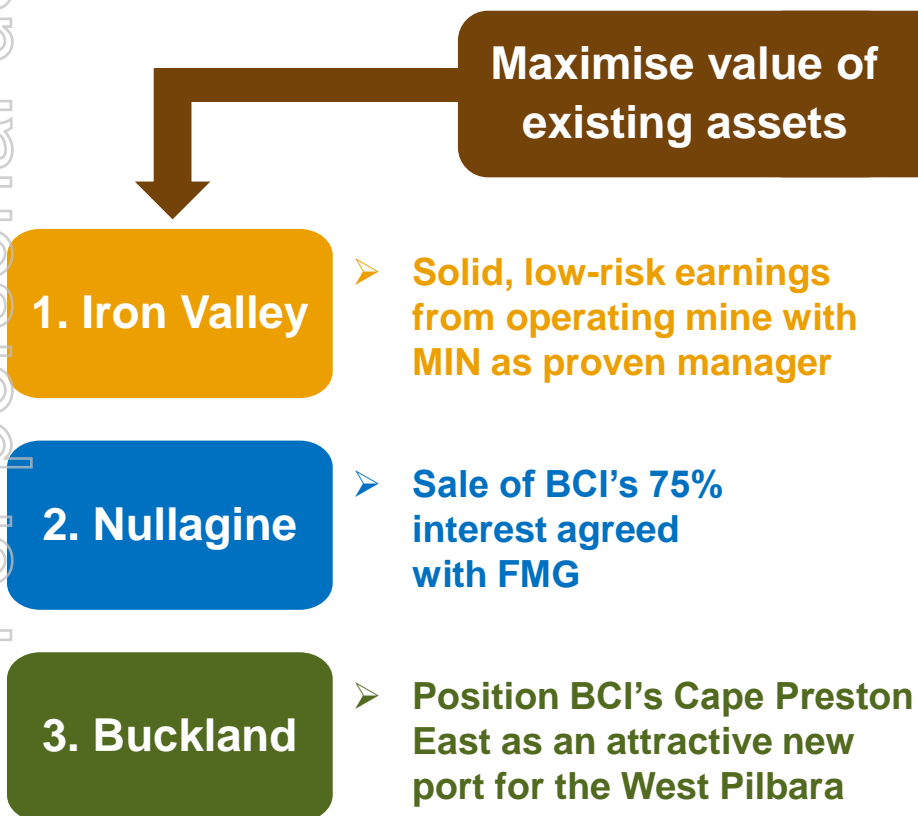 Maximise value of
existing assets
1. Iron Valley
➢ Solid, low-risk earnings
from operating mine with
MIN as proven manager
2. Nullagine
➢ Sale of BCI’s 75%
interest agreed
with FMG
3. Buckland
➢ Position BCI’s Cape Preston
East as an attractive new
port for the West Pilbara